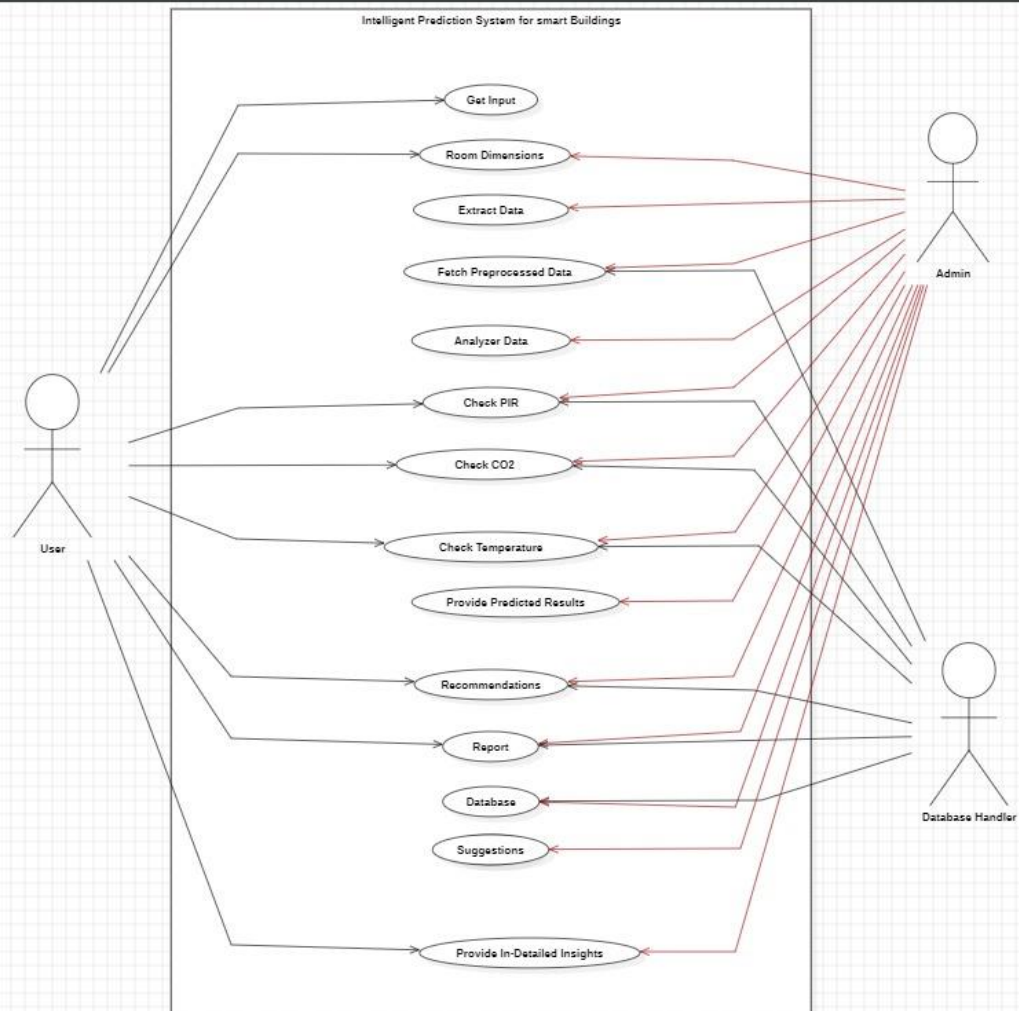 Intelligent Prediction System for smart Buildings
Get Input
Room Dimensions
Extract Data
Fetch Preprocessed Data
Admin
Analyzer Data
Check PIR
Check CO2
User
Check Temperature
Provide Predicted Results
Recommendations
Report
Database
Database Handler
Suggestions
Provide In-Detailed Insights